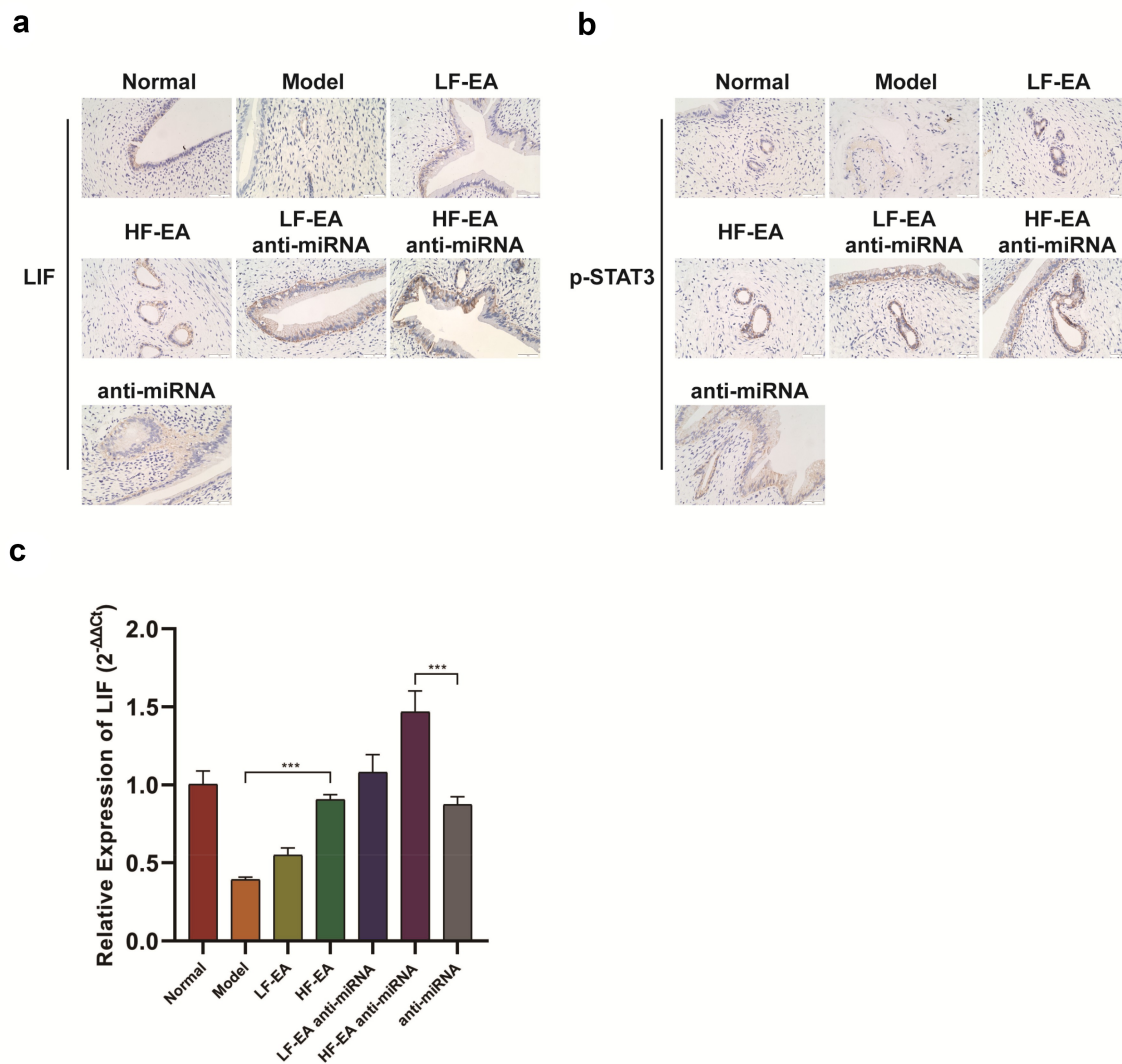 a
Normal Model LF-EA
HF-EA LF-EA HF-EA
anti-miRNA anti-miRNA
LIF
anti-miRNA
b
Normal Model LF-EA
HF-EA LF-EA HF-EA
anti-miRNA anti-miRNA
p-STAT3
anti-miRNA
c
Relative Expression of LIF (2^-ΔΔCt)
2.0
1.5
1.0
0.5
0.0
***
***
Normal
Model
LF-EA
HF-EA
LF-EA anti-miRNA
HF-EA anti-miRNA
anti-miRNA